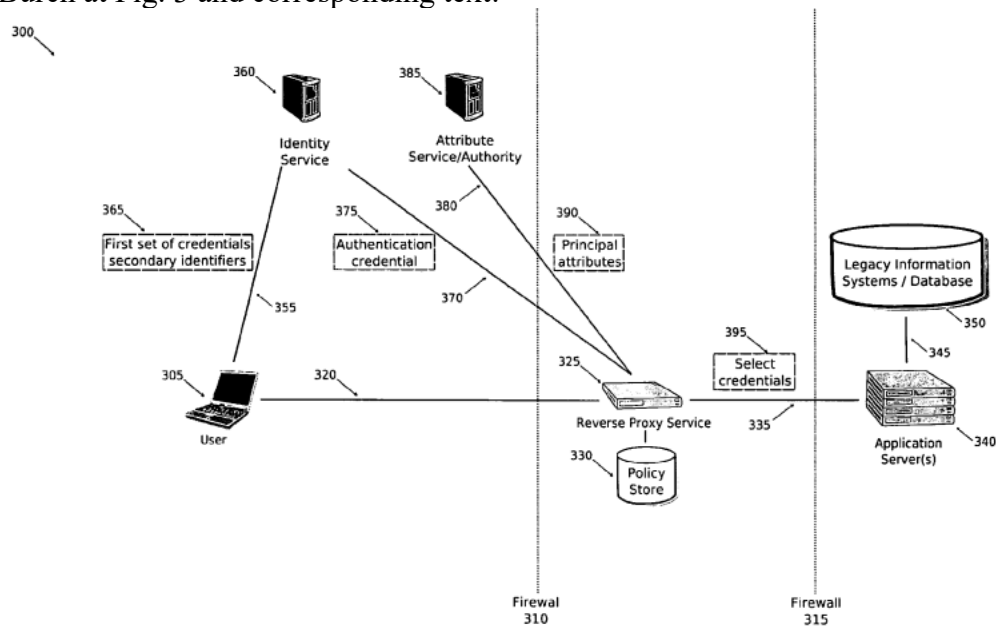 Burch at Fig. 3 and corresponding text.
300
360
385
Identity
Service
Attribute
Service/Authority
380
365
First set of credentials
secondary identifiers
375
Authentication
credential
390
Principal
attributes
370
355
Legacy Information
Systems / Database
350
345
395
Select
credentials
305
320
325
335
340
User
Reverse Proxy Service
Application
Server(s)
330
Policy
Store
Firewal
310
Firewall
315